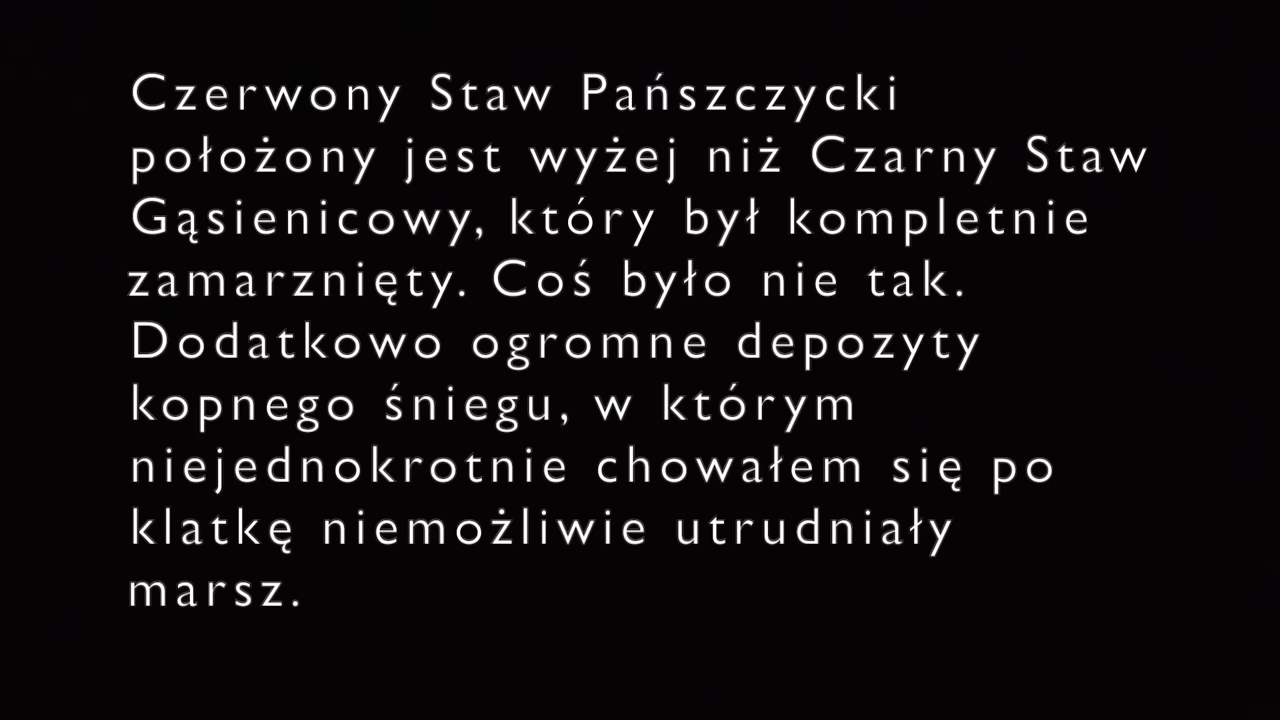 Czerwony Staw Pańszczycki
położony jest wyżej niż Czarny Staw
Gąsienicowy, który był kompletnie
zamarznięty. Coś było nie tak.
Dodatkowo ogromne depozyty
kopnego śniegu, w którym
niejednokrotnie chowałem się po
klatkę niemożliwie utrudniały
marsz.